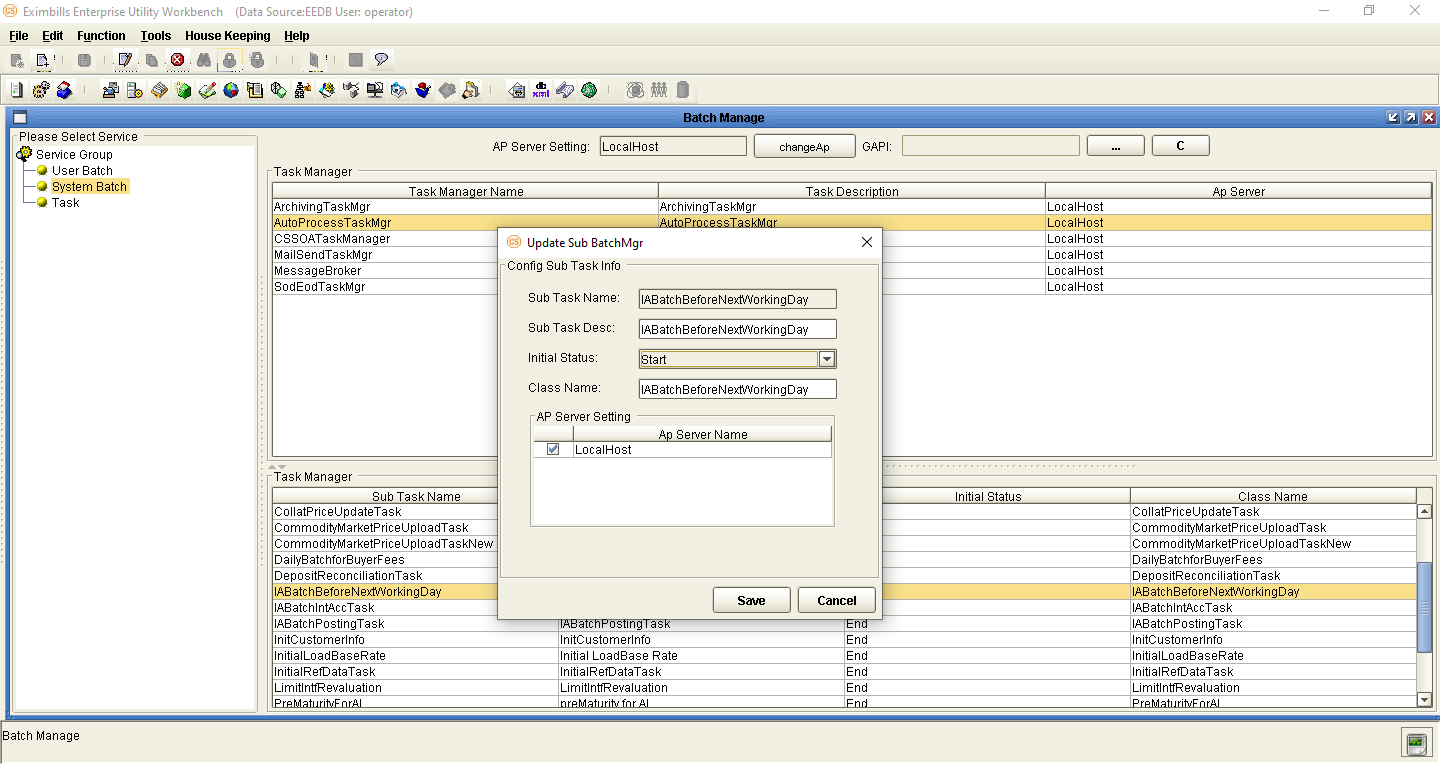 CS Eximbills Enterprise Utility Workbench (Data Source:EEDB User: operator)
File Edit Function Tools House Keeping Help
db xml
Batch Manage
Please Select Service
Service Group
User Batch
System Batch
Task
AP Server Setting: LocalHost changeAp GAPI: ... C
Task Manager
Task Manager Name Task Description Ap Server
ArchivingTaskMgr ArchivingTaskMgr LocalHost
AutoProcessTaskMgr AutoProcessTaskMgr LocalHost
CSSOATaskManager LocalHost
MailSendTaskMgr LocalHost
MessageBroker LocalHost
SodEodTaskMgr LocalHost
CS Update Sub BatchMgr
Config Sub Task Info
Sub Task Name: IABatchBeforeNextWorkingDay
Sub Task Desc: IABatchBeforeNextWorkingDay
Initial Status: Start
Class Name: IABatchBeforeNextWorkingDay
AP Server Setting
Ap Server Name
LocalHost
Save Cancel
Task Manager
Sub Task Name Initial Status Class Name
CollatPriceUpdateTask CollatPriceUpdateTask
CommodityMarketPriceUploadTask CommodityMarketPriceUploadTask
CommodityMarketPriceUploadTaskNew CommodityMarketPriceUploadTaskNew
DailyBatchforBuyerFees DailyBatchforBuyerFees
DepositReconciliationTask DepositReconciliationTask
IABatchBeforeNextWorkingDay IABatchBeforeNextWorkingDay
IABatchIntAccTask IABatchIntAccTask
IABatchPostingTask IABatchPostingTask End IABatchPostingTask
InitCustomerInfo InitCustomerInfo End InitCustomerInfo
InitialLoadBaseRate Initial LoadBase Rate End InitialLoadBaseRate
InitialRefDataTask InitialRefDataTask End InitialRefDataTask
LimitIntfRevaluation LimitIntfRevaluation End LimitIntfRevaluation
PreMaturityForAL preMaturity for AL End PreMaturityForAL
Batch Manage